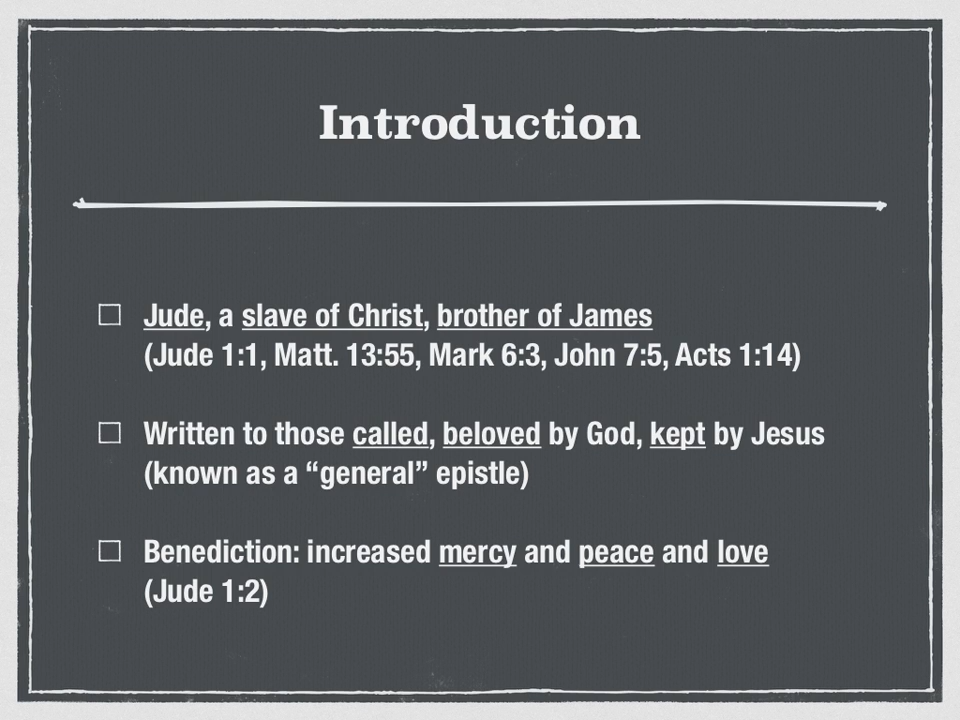 Introduction
Jude, a slave of Christ, brother of James
(Jude 1:1, Matt. 13:55, Mark 6:3, John 7:5, Acts 1:14)
Written to those called, beloved by God, kept by Jesus
(known as a “general” epistle)
Benediction: increased mercy and peace and love
(Jude 1:2)